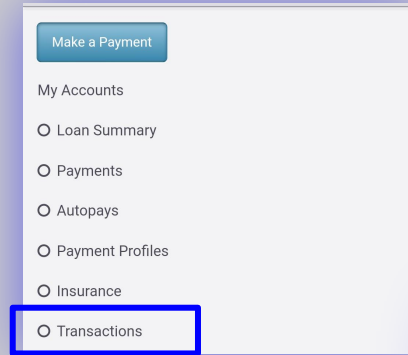 Make a Payment
My Accounts
Loan Summary
Payments
Autopays
Payment Profiles
Insurance
Transactions